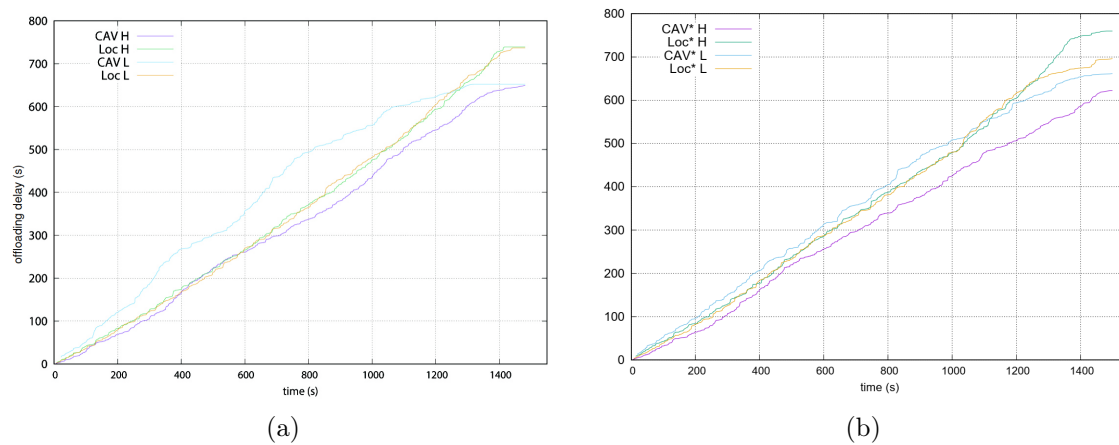 800
700
600
500
400
300
200
100
0
offloading delay (s)
CAV H
Loc H
CAV L
Loc L
0 200 400 600 800 1000 1200 1400
time (s)
(a)
800
700
600
500
400
300
200
100
0
CAV* H
Loc* H
CAV* L
Loc* L
0 200 400 600 800 1000 1200 1400
time (s)
(b)